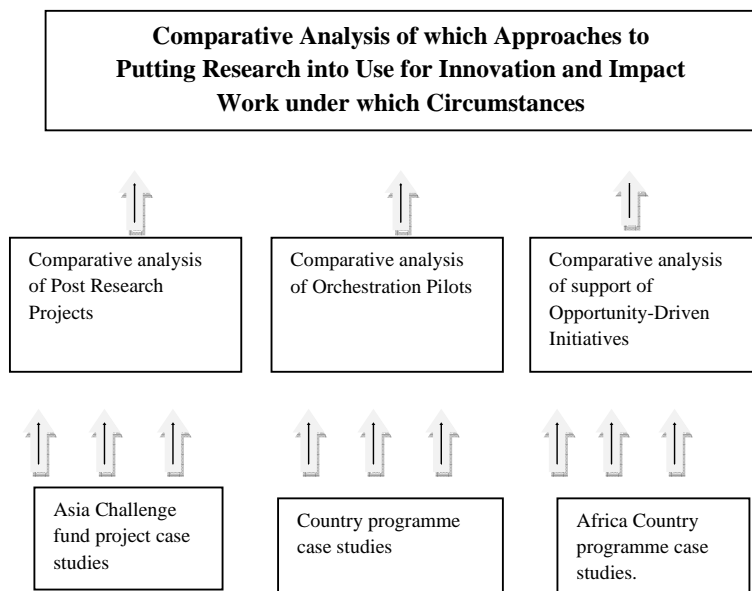 Comparative Analysis of which Approaches to
Putting Research into Use for Innovation and Impact
Work under which Circumstances
Comparative analysis
of Post Research
Projects
Comparative analysis
of Orchestration Pilots
Comparative analysis
of support of
Opportunity-Driven
Initiatives
Asia Challenge
fund project case
studies
Country programme
case studies
Africa Country
programme case
studies.